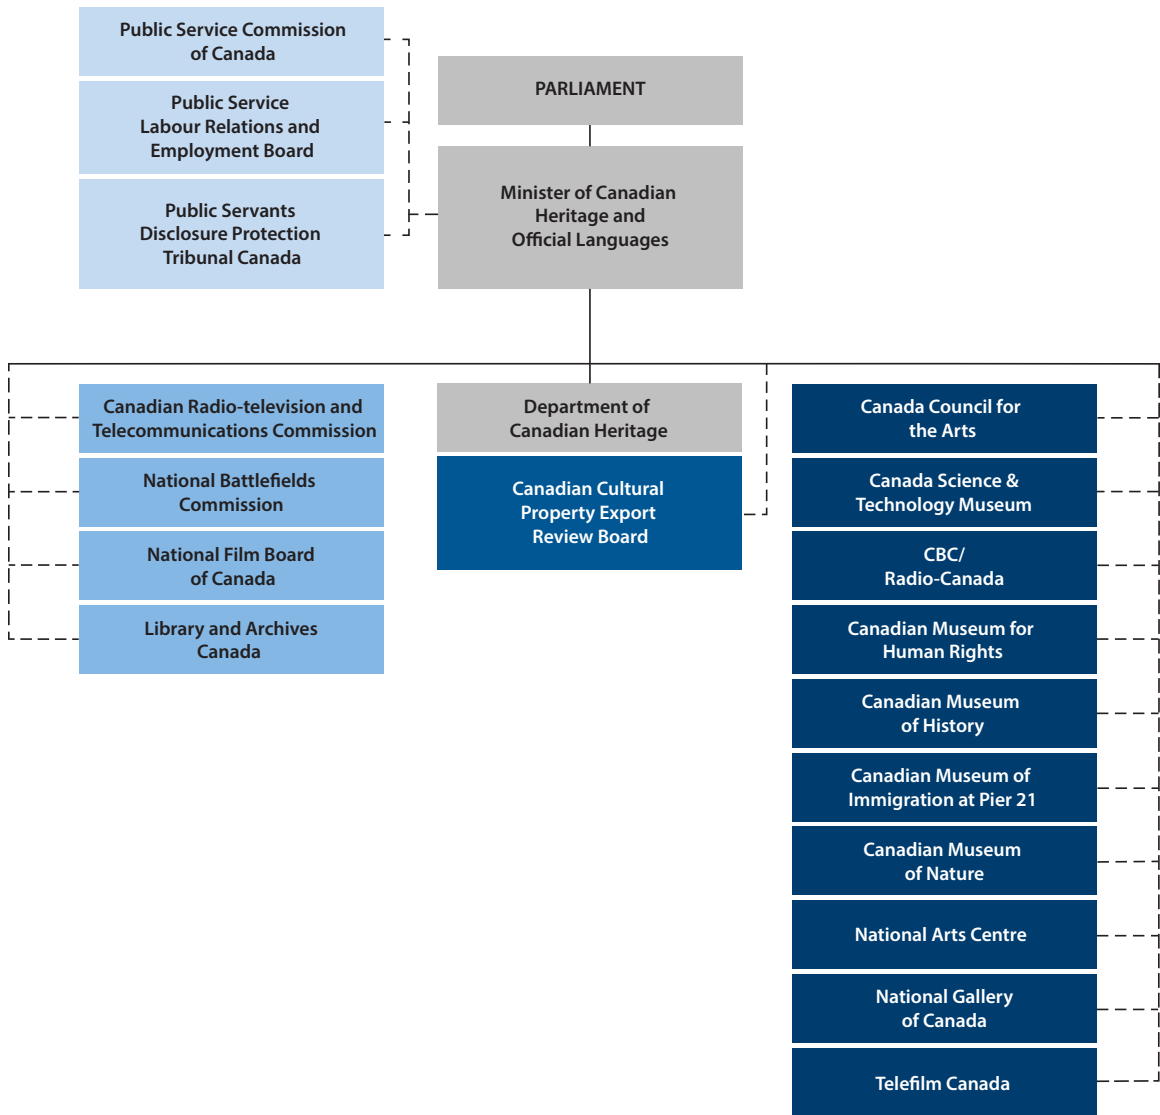 Public Service Commission
of Canada
Public Service
Labour Relations and
Employment Board
Public Servants
Disclosure Protection
Tribunal Canada
PARLIAMENT
Minister of Canadian
Heritage and
Official Languages
Canadian Radio-television and
Telecommunications Commission
National Battlefields
Commission
National Film Board
of Canada
Library and Archives
Canada
Department of
Canadian Heritage
Canadian Cultural
Property Export
Review Board
Canada Council for
the Arts
Canada Science &
Technology Museum
CBC/
Radio-Canada
Canadian Museum for
Human Rights
Canadian Museum
of History
Canadian Museum of
Immigration at Pier 21
Canadian Museum
of Nature
National Arts Centre
National Gallery
of Canada
Telefilm Canada